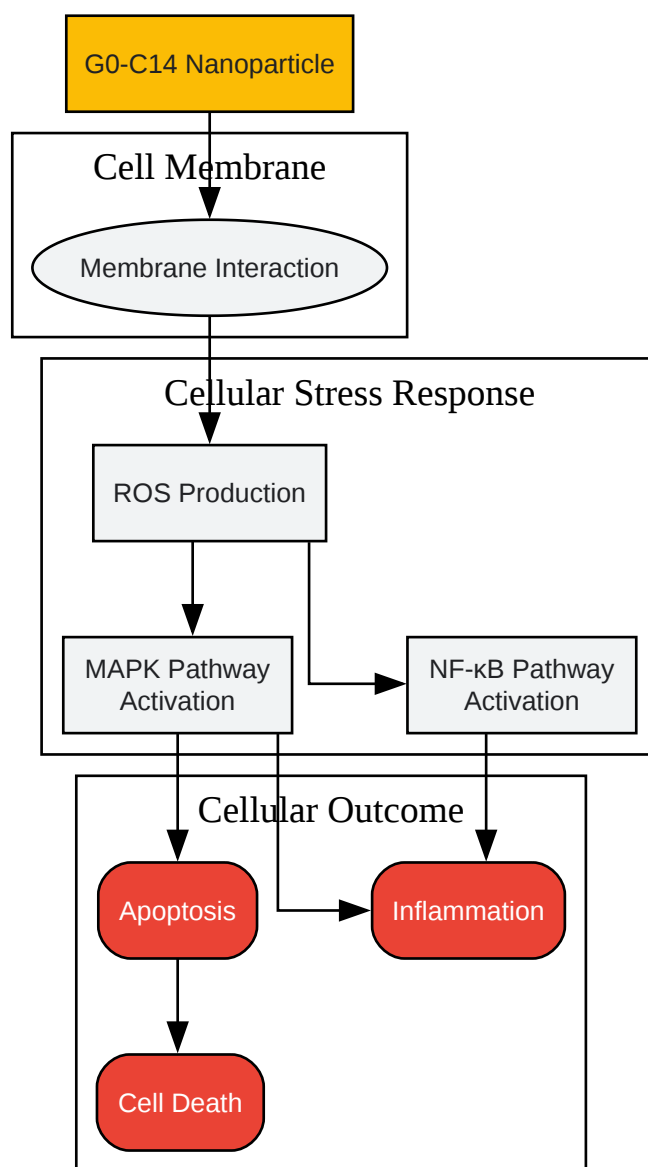 G0-C14 Nanoparticle
Cell Membrane
Membrane Interaction
Cellular Stress Response
ROS Production
MAPK Pathway
Activation
NF-κB Pathway
Activation
Cellular Outcome
Apoptosis
Inflammation
Cell Death